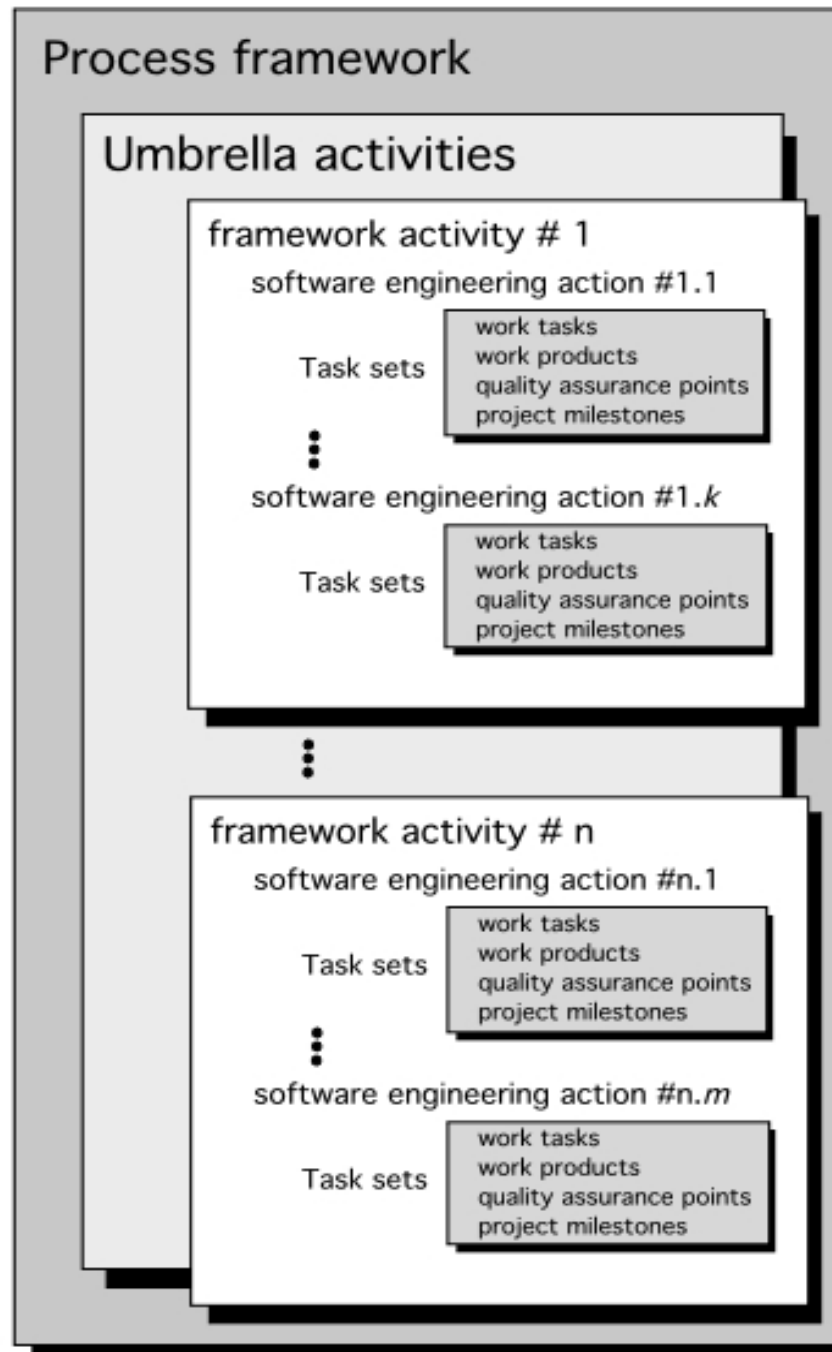 Process framework
Umbrella activities
framework activity # 1
software engineering action #1.1
Task sets
work tasks
work products
quality assurance points
project milestones
software engineering action #1.k
Task sets
work tasks
work products
quality assurance points
project milestones
framework activity # n
software engineering action #n.1
Task sets
work tasks
work products
quality assurance points
project milestones
software engineering action #n.m
Task sets
work tasks
work products
quality assurance points
project milestones